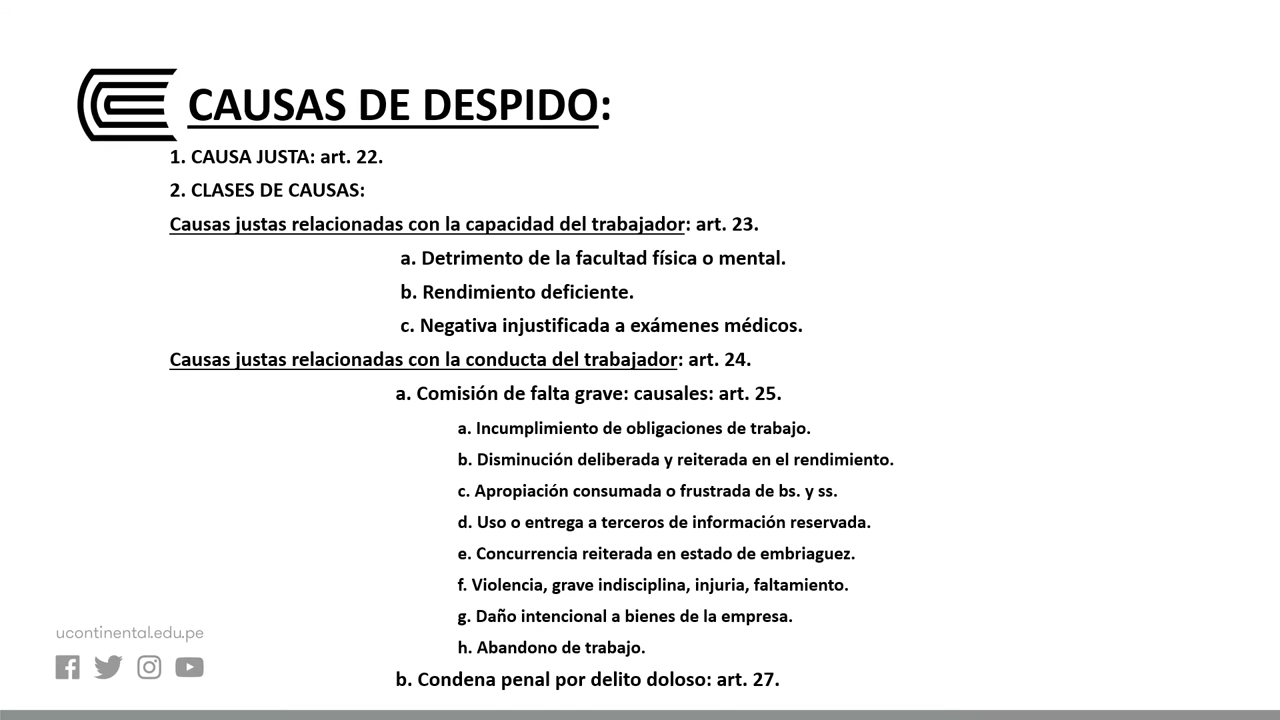 CAUSAS DE DESPIDO:
1. CAUSA JUSTA: art. 22.
2. CLASES DE CAUSAS:
Causas justas relacionadas con la capacidad del trabajador: art. 23.
a. Detrimento de la facultad física o mental.
b. Rendimiento deficiente.
c. Negativa injustificada a exámenes médicos.
Causas justas relacionadas con la conducta del trabajador: art. 24.
a. Comisión de falta grave: causales: art. 25.
a. Incumplimiento de obligaciones de trabajo.
b. Disminución deliberada y reiterada en el rendimiento.
c. Apropiación consumada o frustrada de bs. y ss.
d. Uso o entrega a terceros de información reservada.
e. Concurrencia reiterada en estado de embriaguez.
f. Violencia, grave indisciplina, injuria, faltamiento.
g. Daño intencional a bienes de la empresa.
h. Abandono de trabajo.
b. Condena penal por delito doloso: art. 27.
ucontinental.edu.pe